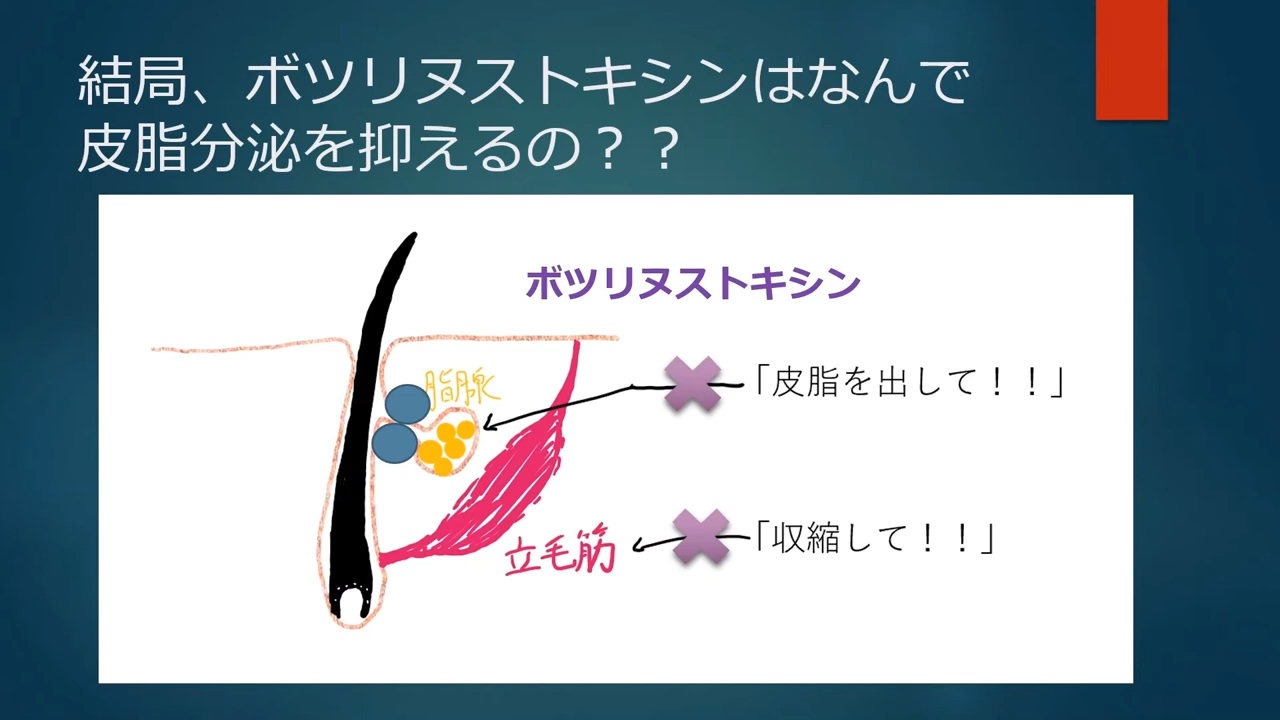 結局、ボツリヌストキシンはなんで
皮脂分泌を抑えるの？？
ボツリヌストキシン
脂腺
「皮脂を出して！！」
立毛筋
「収縮して！！」